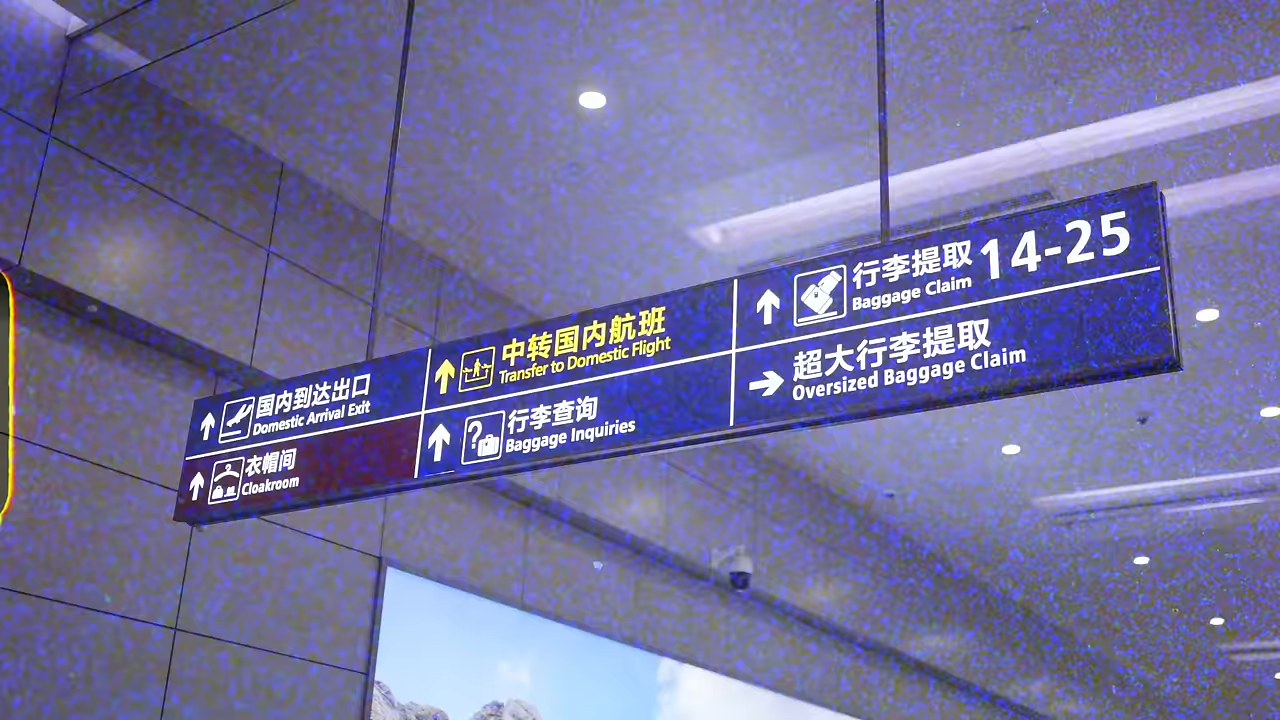 国内到达出口
Domestic Arrival Exit
衣帽间
Cloakroom
中转国内航班
Transfer to Domestic Flight
行李查询
Baggage Inquiries
行李提取 14-25
Baggage Claim
超大行李提取
Oversized Baggage Claim